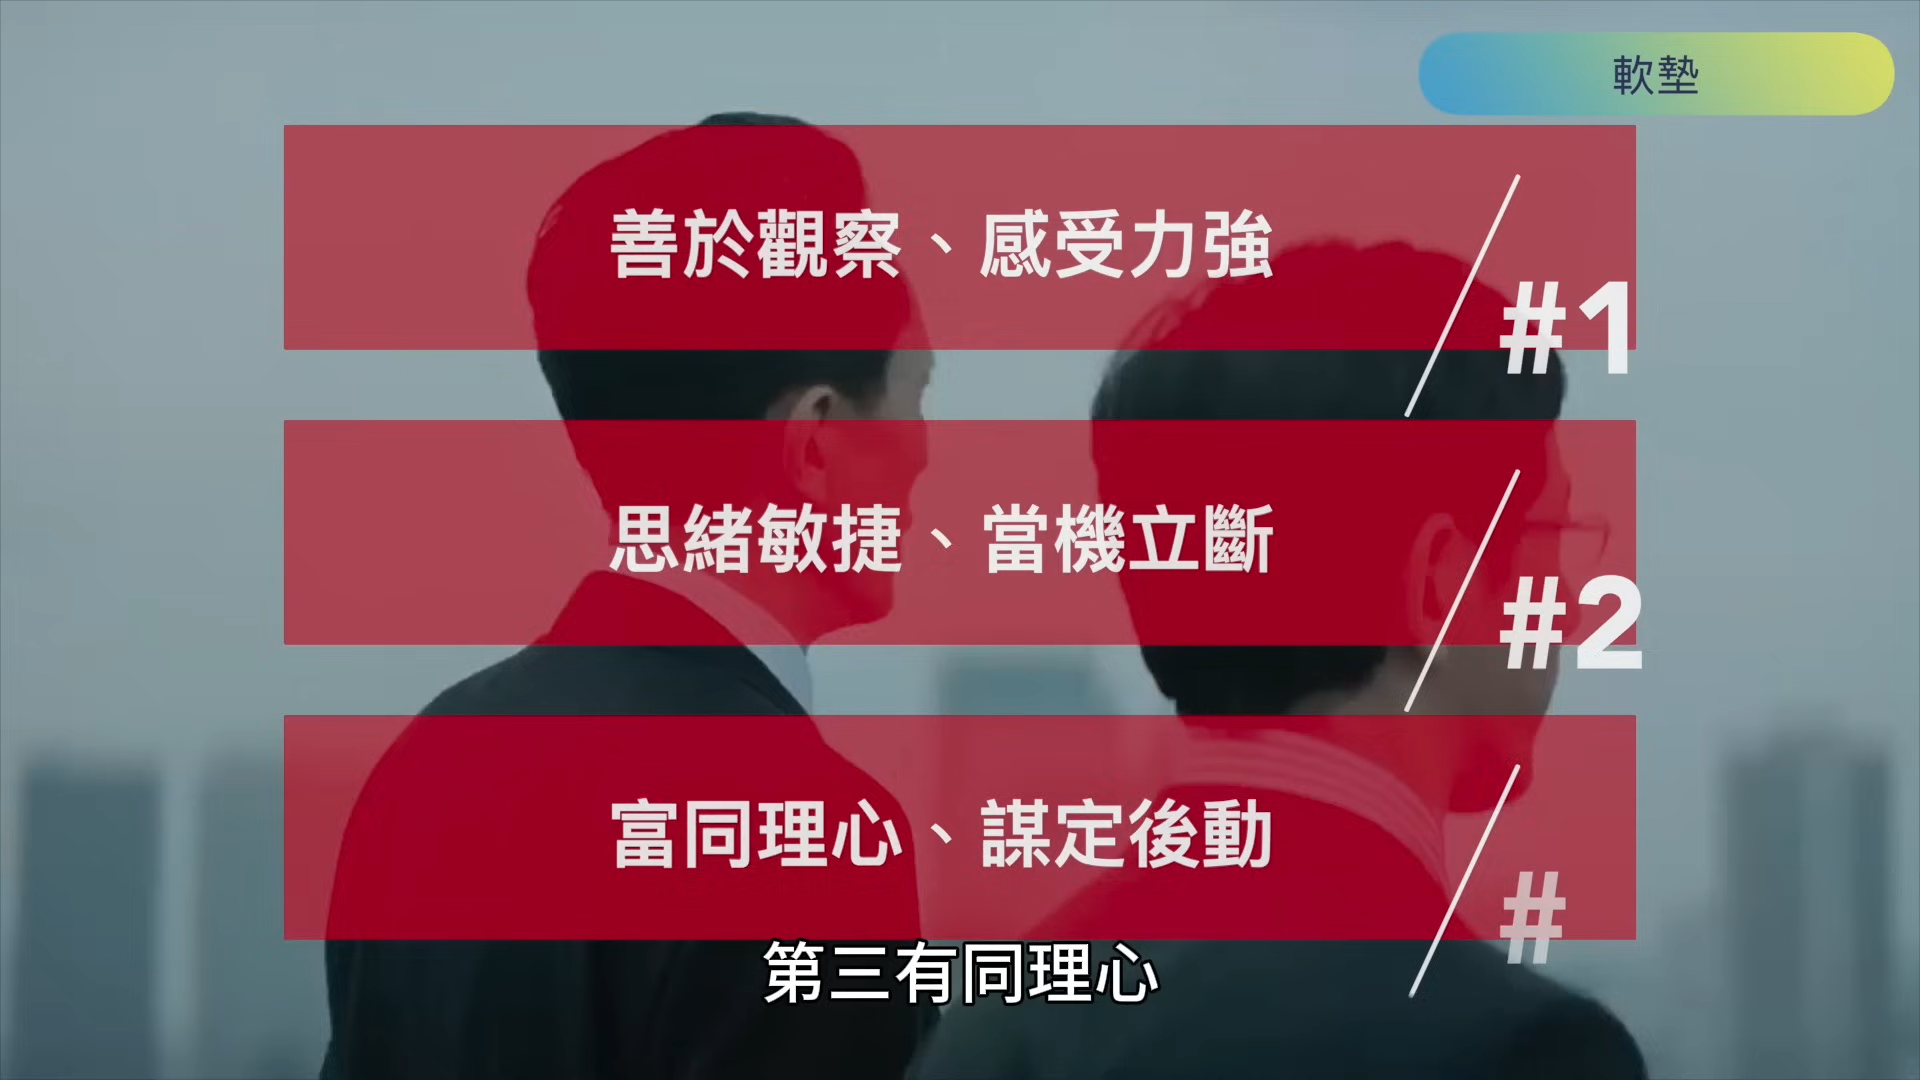 軟墊
善於觀察、感受力強
#1
思緒敏捷、當機立斷
#2
富同理心、謀定後動
#
第三有同理心